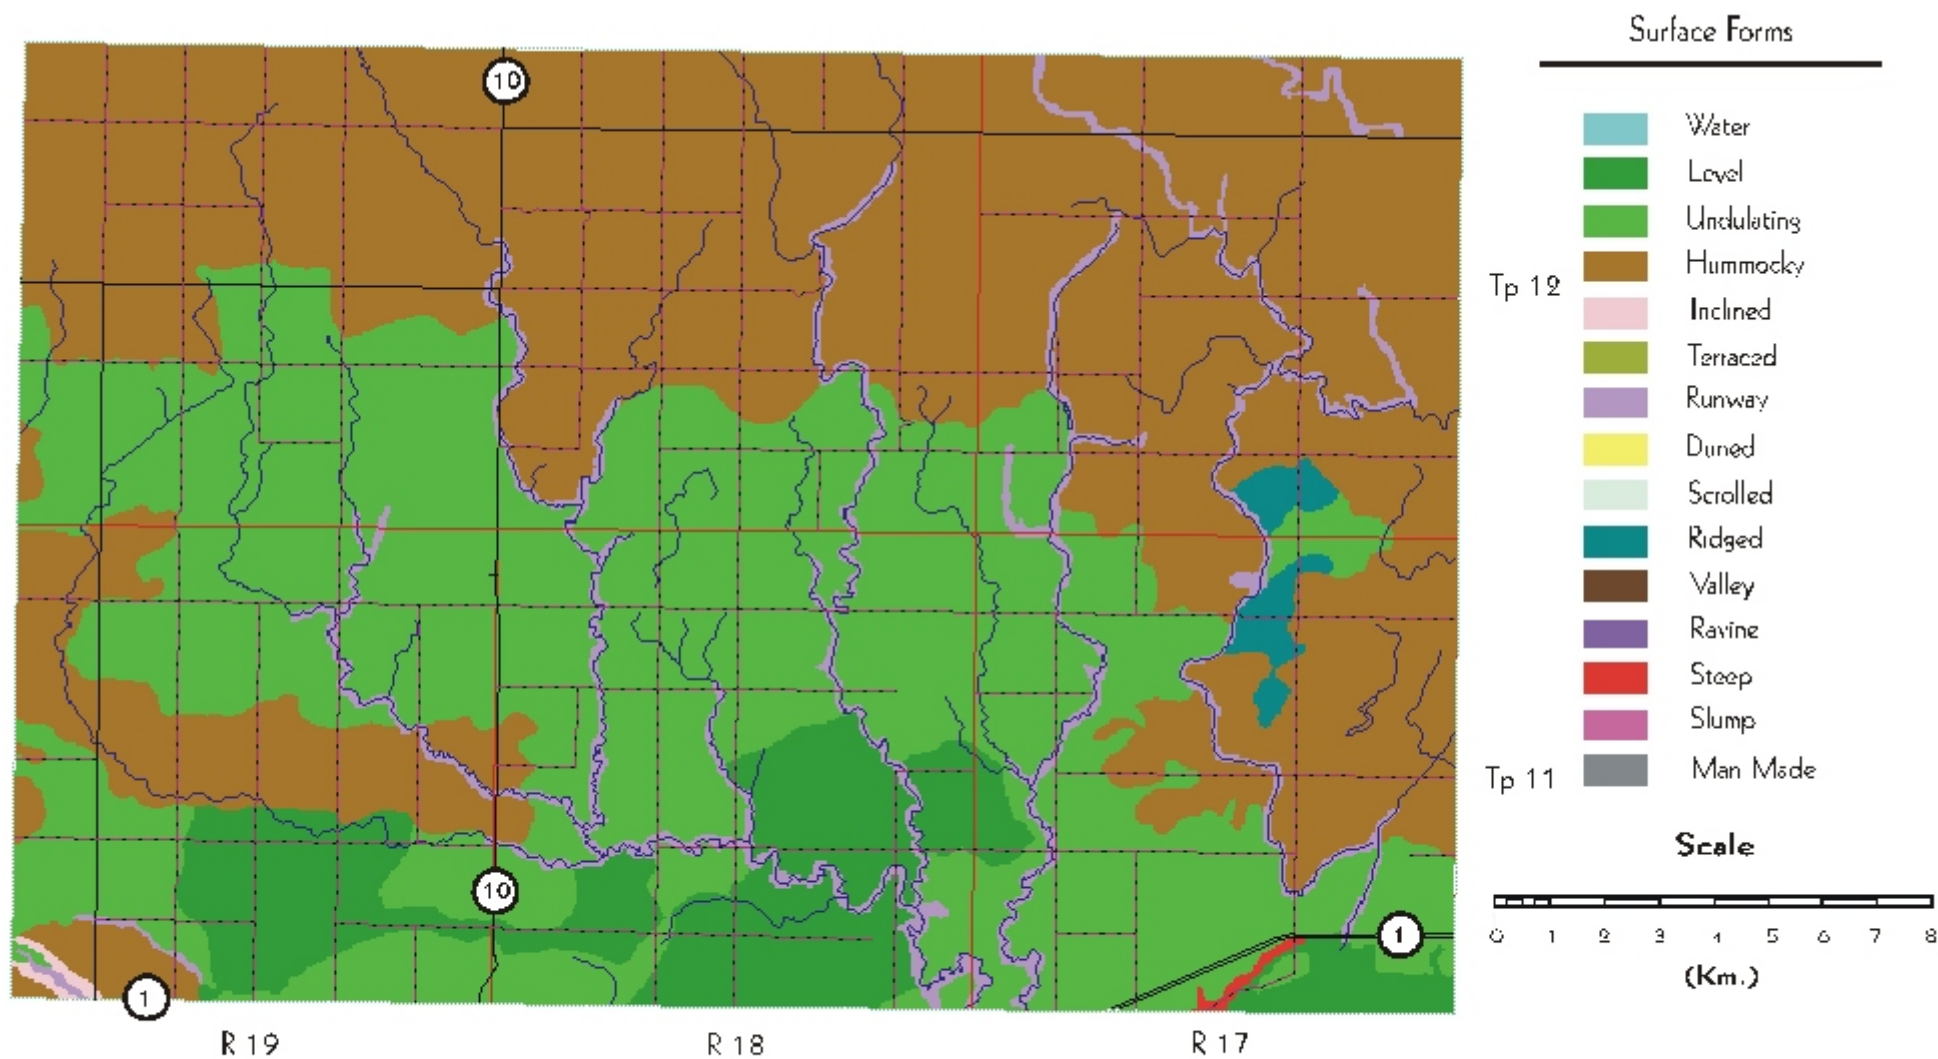 Surface Forms
10
Water
Level
Undulating
Hummocky
Tp 12
Inclined
Terraced
Runway
Duned
Scrolled
Ridged
Valley
Ravine
Steep
Slump
Tp 11
Man Made
Scale
10
0 1 2 3 4 5 6 7 8
1
(Km.)
1
R 19 R 18 R 17